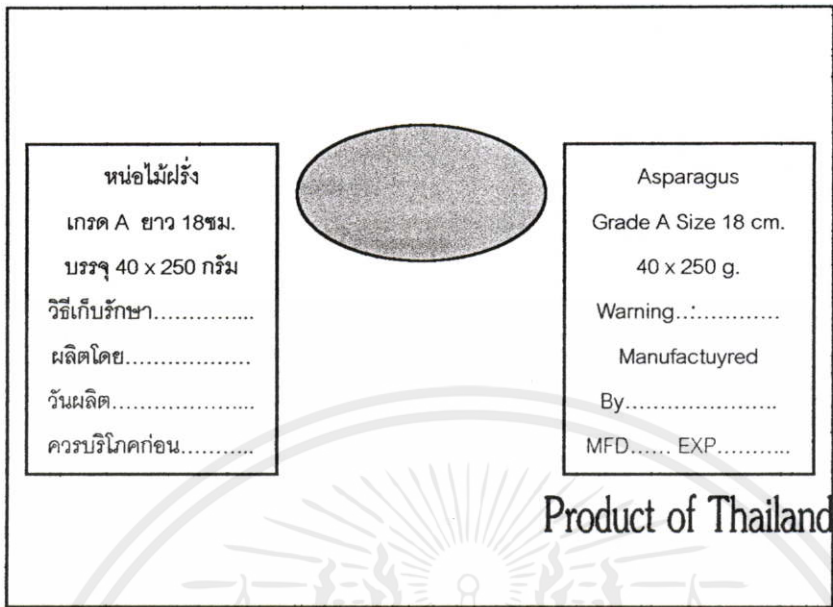 หน่อไม้ฝรั่ง
เกรด A ยาว 18ซม.
บรรจุ 40 x 250 กรัม
วิธีเก็บรักษา..............
ผลิตโดย..................
วันผลิต....................
ควรบริโภคก่อน...........
Asparagus
Grade A Size 18 cm.
40 x 250 g.
Warning..:............
Manufactuyred
By......................
MFD...... EXP...........
Product of Thailand